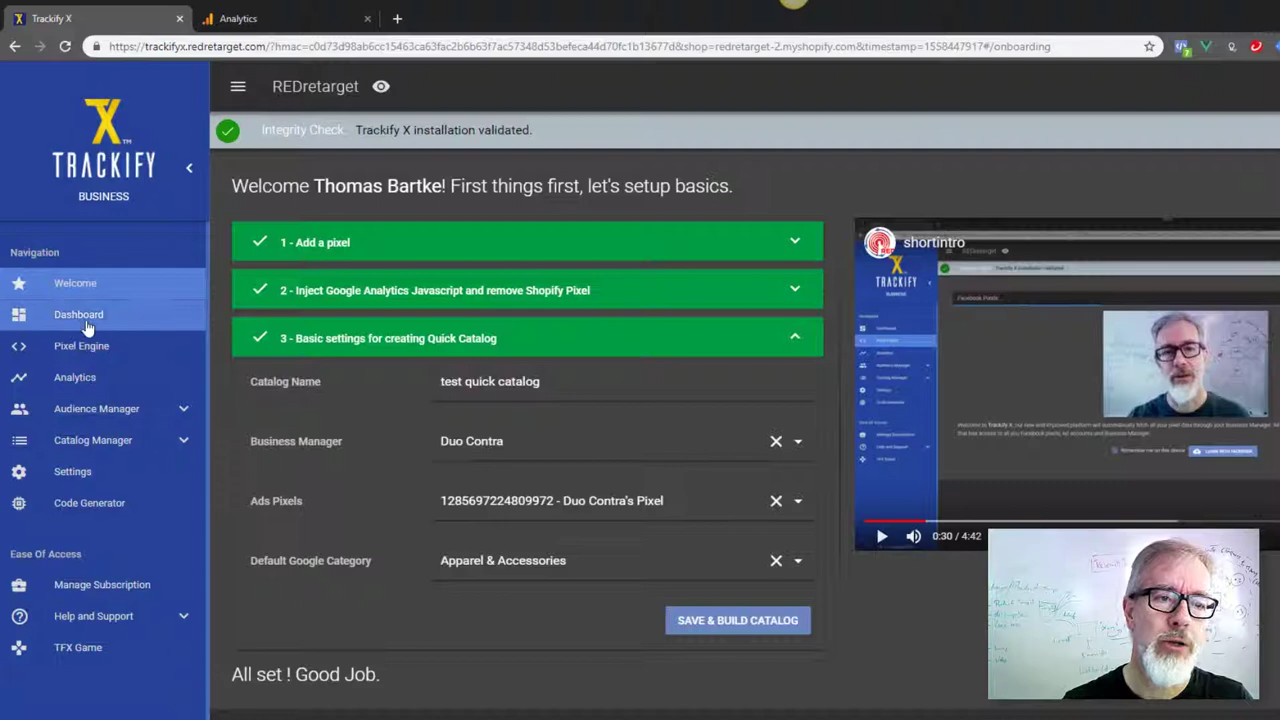 Trackify X
Analytics
https://trackifyx.redretarget.com/?hmac=c0d73d98ab6cc15463ca63fac2b6b63f7ac57348d53befeca44d70fc1b13677d&shop=redretarget-2.myshopify.com&timestamp=1558447917#/onboarding
7
X™
TRACKIFY
BUSINESS
REDretarget
Integrity Check. Trackify X installation validated.
Welcome Thomas Bartke! First things first, let's setup basics.
1 - Add a pixel
2 - Inject Google Analytics Javascript and remove Shopify Pixel
3 - Basic settings for creating Quick Catalog
Catalog Name test quick catalog
Business Manager Duo Contra
Ads Pixels 1285697224809972 - Duo Contra's Pixel
Default Google Category Apparel & Accessories
SAVE & BUILD CATALOG
All set ! Good Job.
Navigation
Welcome
Dashboard
Pixel Engine
Analytics
Audience Manager
Catalog Manager
Settings
Code Generator
Ease Of Access
Manage Subscription
Help and Support
TFX Game
shortintro
TRACKIFY
0:30 / 4:42